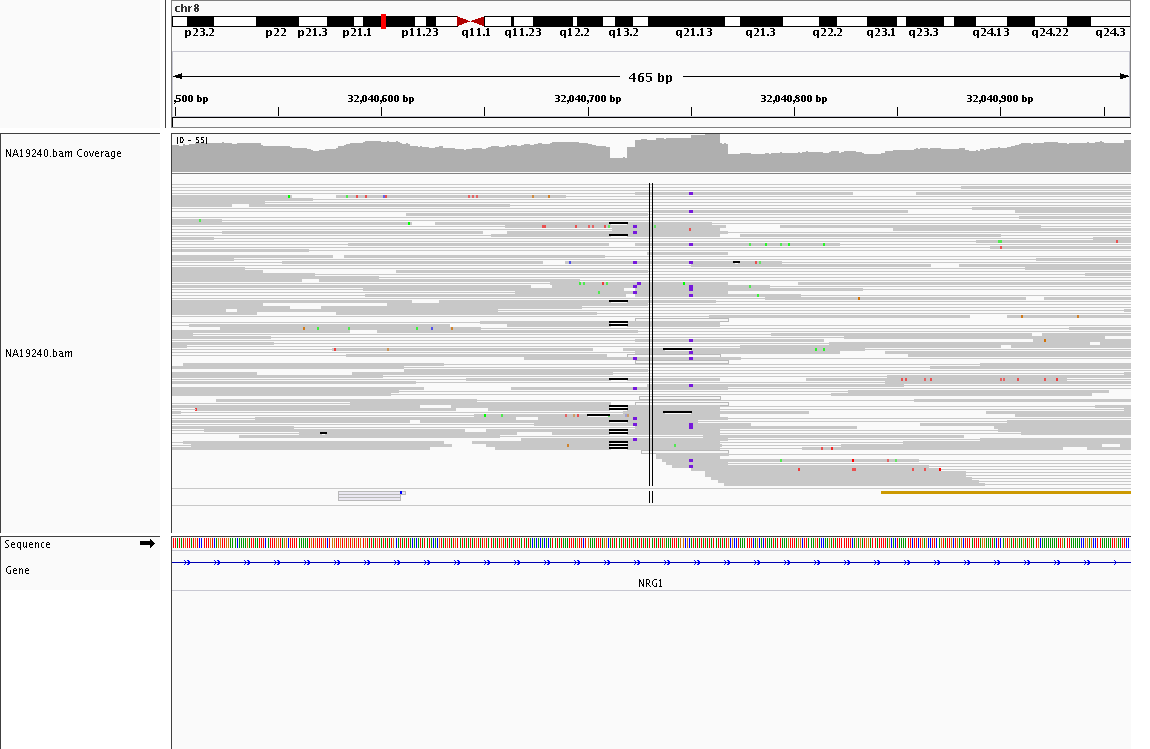 chr8
p23.2 p22 p21.3 p21.1 p11.23 q11.1 q11.23 q12.2 q13.2 q21.13 q21.3 q22.2 q23.1 q23.3 q24.13 q24.22 q24.3
465 bp
,500 bp 32,040,600 bp 32,040,700 bp 32,040,800 bp 32,040,900 bp
[0 - 55]
NA19240.bam Coverage
NA19240.bam
Sequence
Gene
NRG1